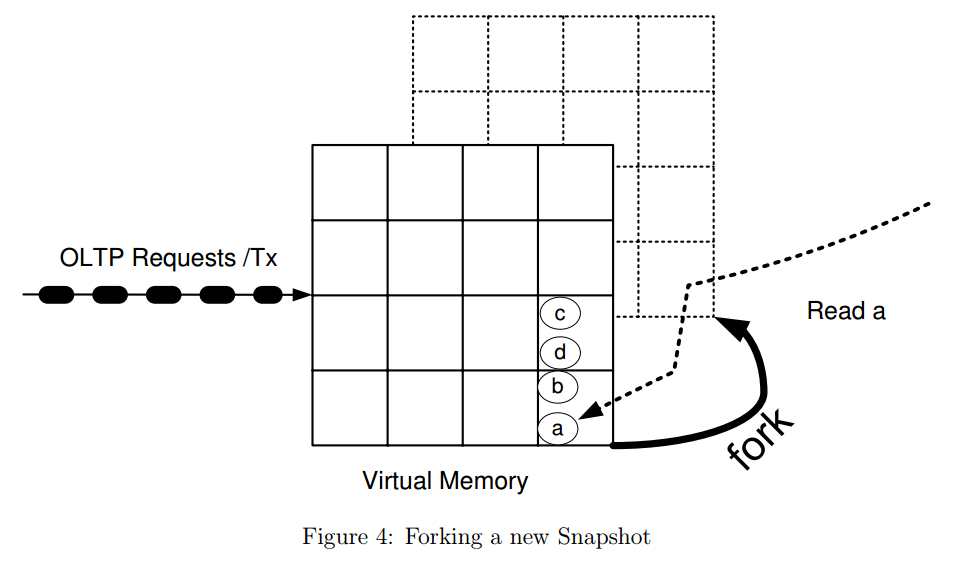 OLTP Requests /Tx
c
d
b
a
Read a
fork
Virtual Memory
Figure 4: Forking a new Snapshot